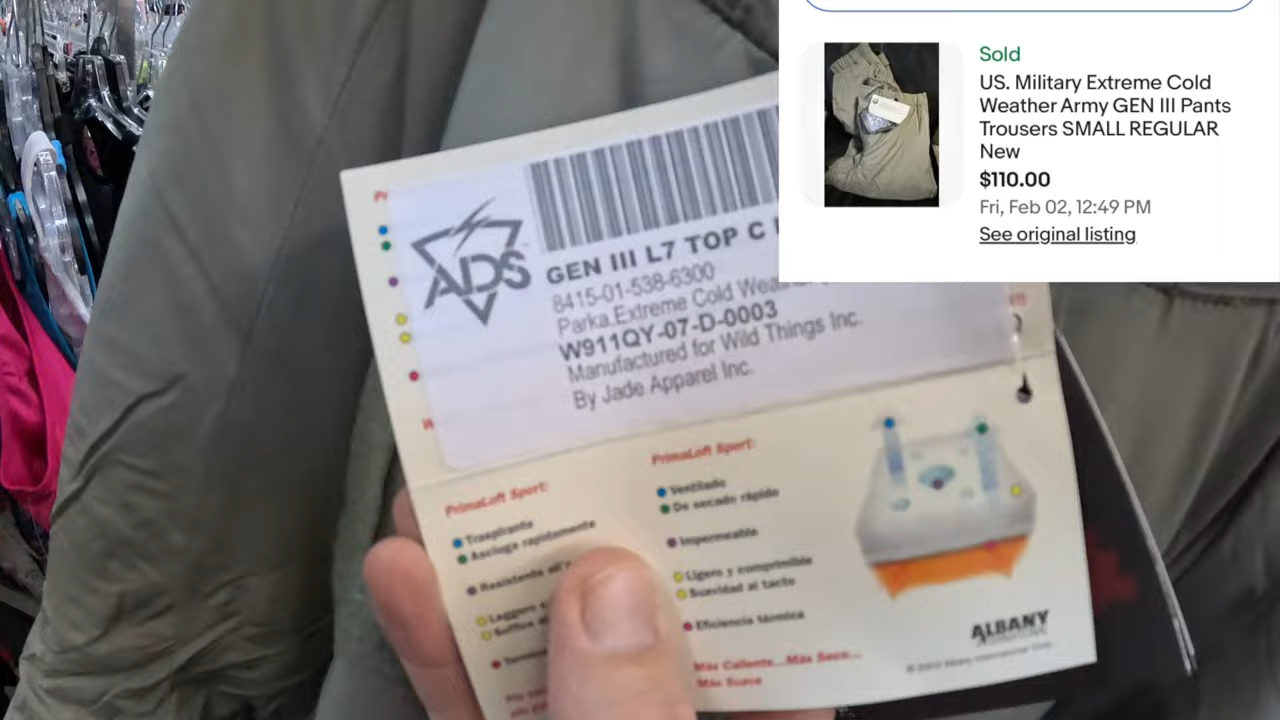 Sold
US. Military Extreme Cold
Weather Army GEN III Pants
Trousers SMALL REGULAR
New
$110.00
Fri, Feb 02, 12:49 PM
See original listing
ADS
GEN III L7 TOP C
8415-01-538-6300
Parka,Extreme Cold
W911QY-07-D-0003
Manufactured for Wild Things Inc.
By Jade Apparel Inc.
PrimaLoft Sport:
Traspirante
Asciuga rapidamente
PrimaLoft Sport:
Ventilado
De secado rápido
Impermeable
Ligero y comprimible
Suavidad al tacto
Eficiencia térmica
Más Caliente...Más Seco...
Más Suave
ALBANY